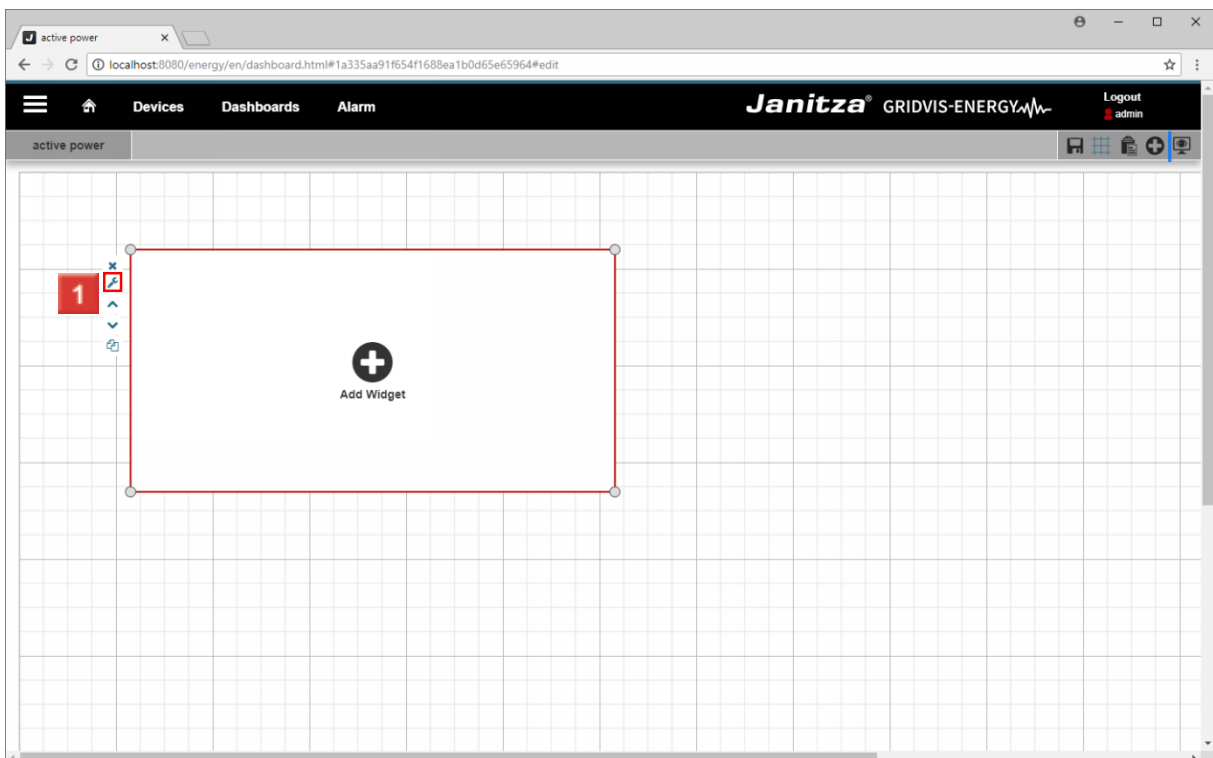 active power
localhost:8080/energy/en/dashboard.html#1a335aa91f654f1688ea1b0d65e65964#edit
Devices Dashboards Alarm Janitza® GRIDVIS-ENERGY Logout
admin
active power
1
Add Widget